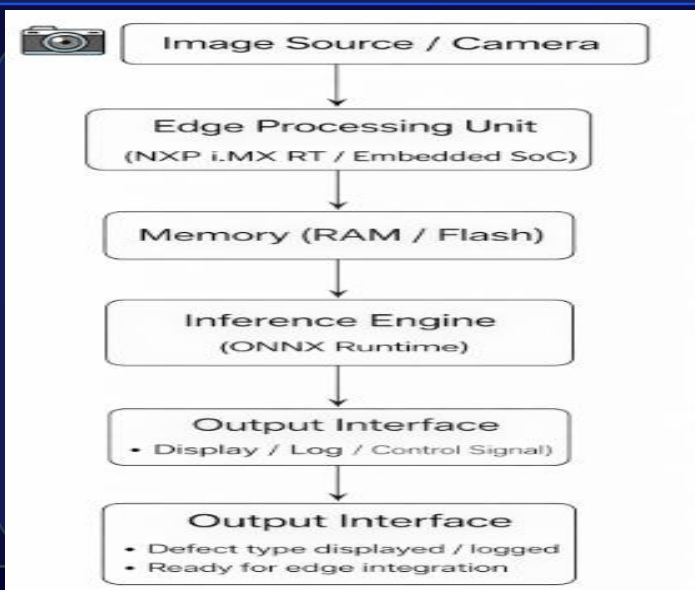 Image Source / Camera
Edge Processing Unit
(NXP i.MX RT / Embedded SoC)
Memory (RAM / Flash)
Inference Engine
(ONNX Runtime)
Output Interface
• Display / Log / Control Signal)
Output Interface
• Defect type displayed / logged
• Ready for edge integration